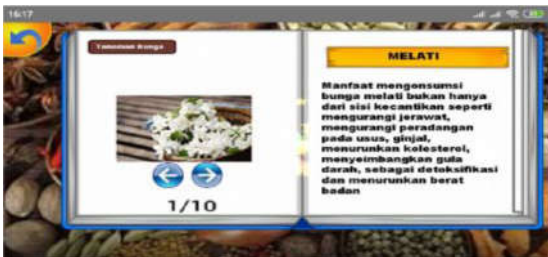 16:17
Tanaman Bunga
1/10
MELATI
Manfaat mengonsumsi
bunga melati bukan hanya
dari sisi kecantikan seperti
mengurangi jerawat,
mengurangi peradangan
pada usus, ginjal,
menurunkan kolesterol,
menyeimbangkan gula
darah, sebagai detoksifikasi
dan menurunkan berat
badan